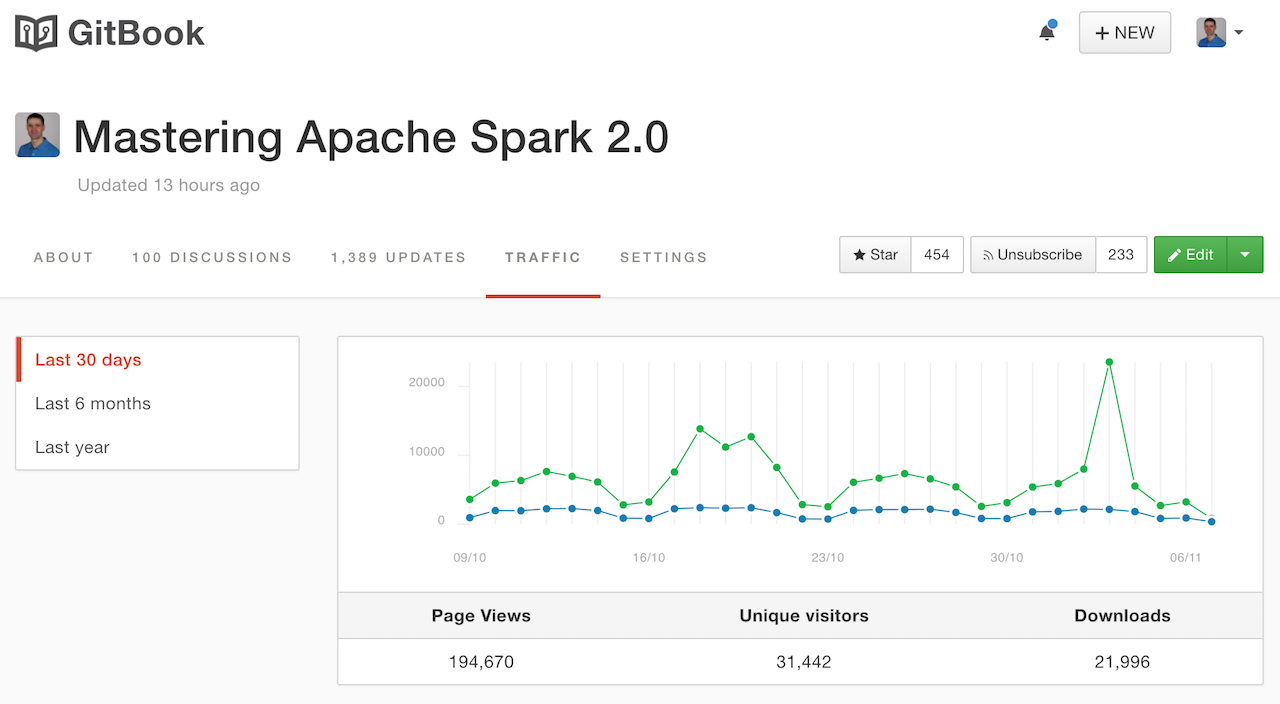 GitBook
+ NEW
Mastering Apache Spark 2.0
Updated 13 hours ago
ABOUT 100 DISCUSSIONS 1,389 UPDATES TRAFFIC SETTINGS Star 454 Unsubscribe 233 Edit
Last 30 days
Last 6 months
Last year
20000
10000
0
09/10 16/10 23/10 30/10 06/11
Page Views Unique visitors Downloads
194,670 31,442 21,996